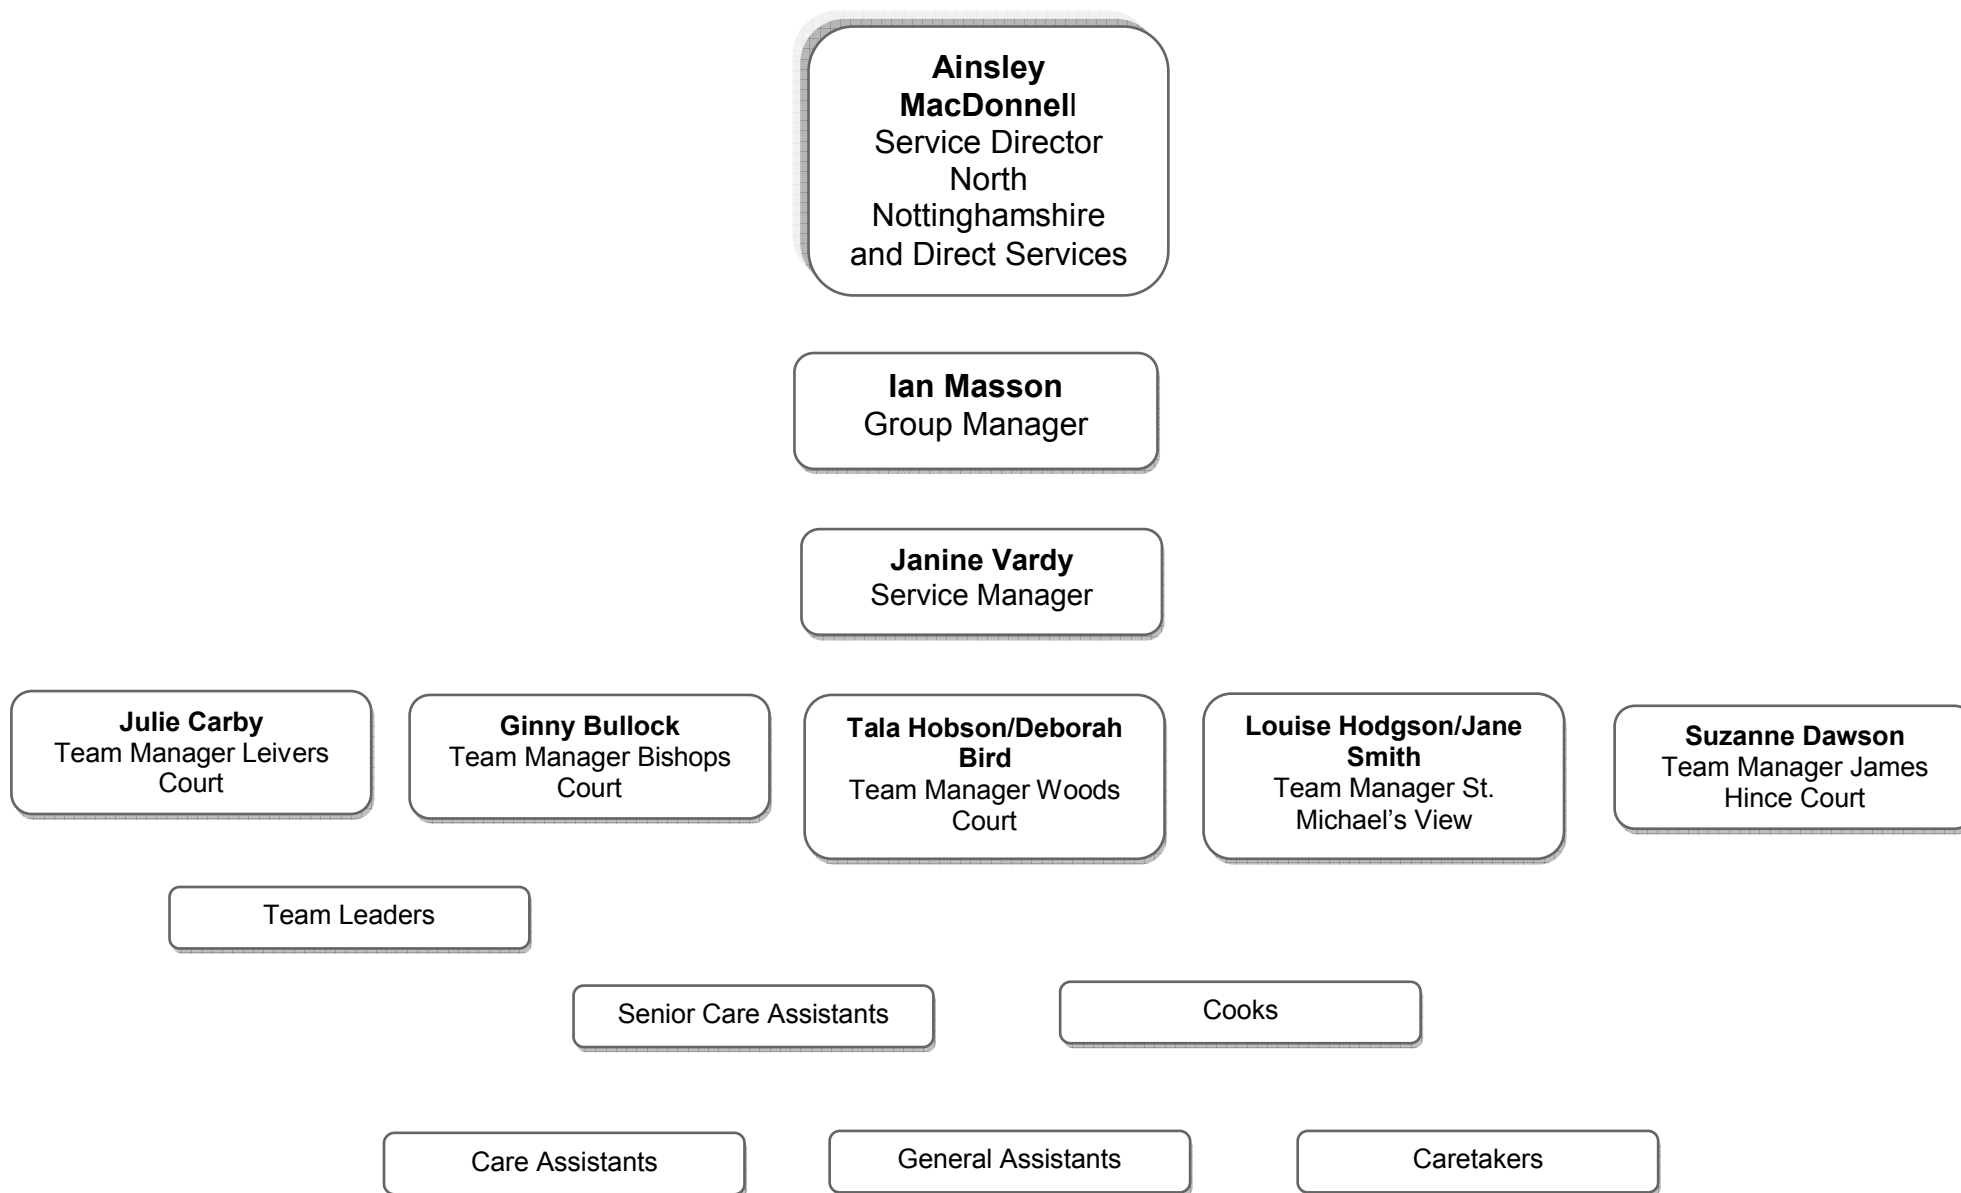 Ainsley
MacDonnell
Service Director
North
Nottinghamshire
and Direct Services
Ian Masson
Group Manager
Janine Vardy
Service Manager
Julie Carby
Team Manager Leivers
Court
Ginny Bullock
Team Manager Bishops
Court
Tala Hobson/Deborah
Bird
Team Manager Woods
Court
Louise Hodgson/Jane
Smith
Team Manager St.
Michael’s View
Suzanne Dawson
Team Manager James
Hince Court
Team Leaders
Senior Care Assistants
Cooks
Care Assistants
General Assistants
Caretakers